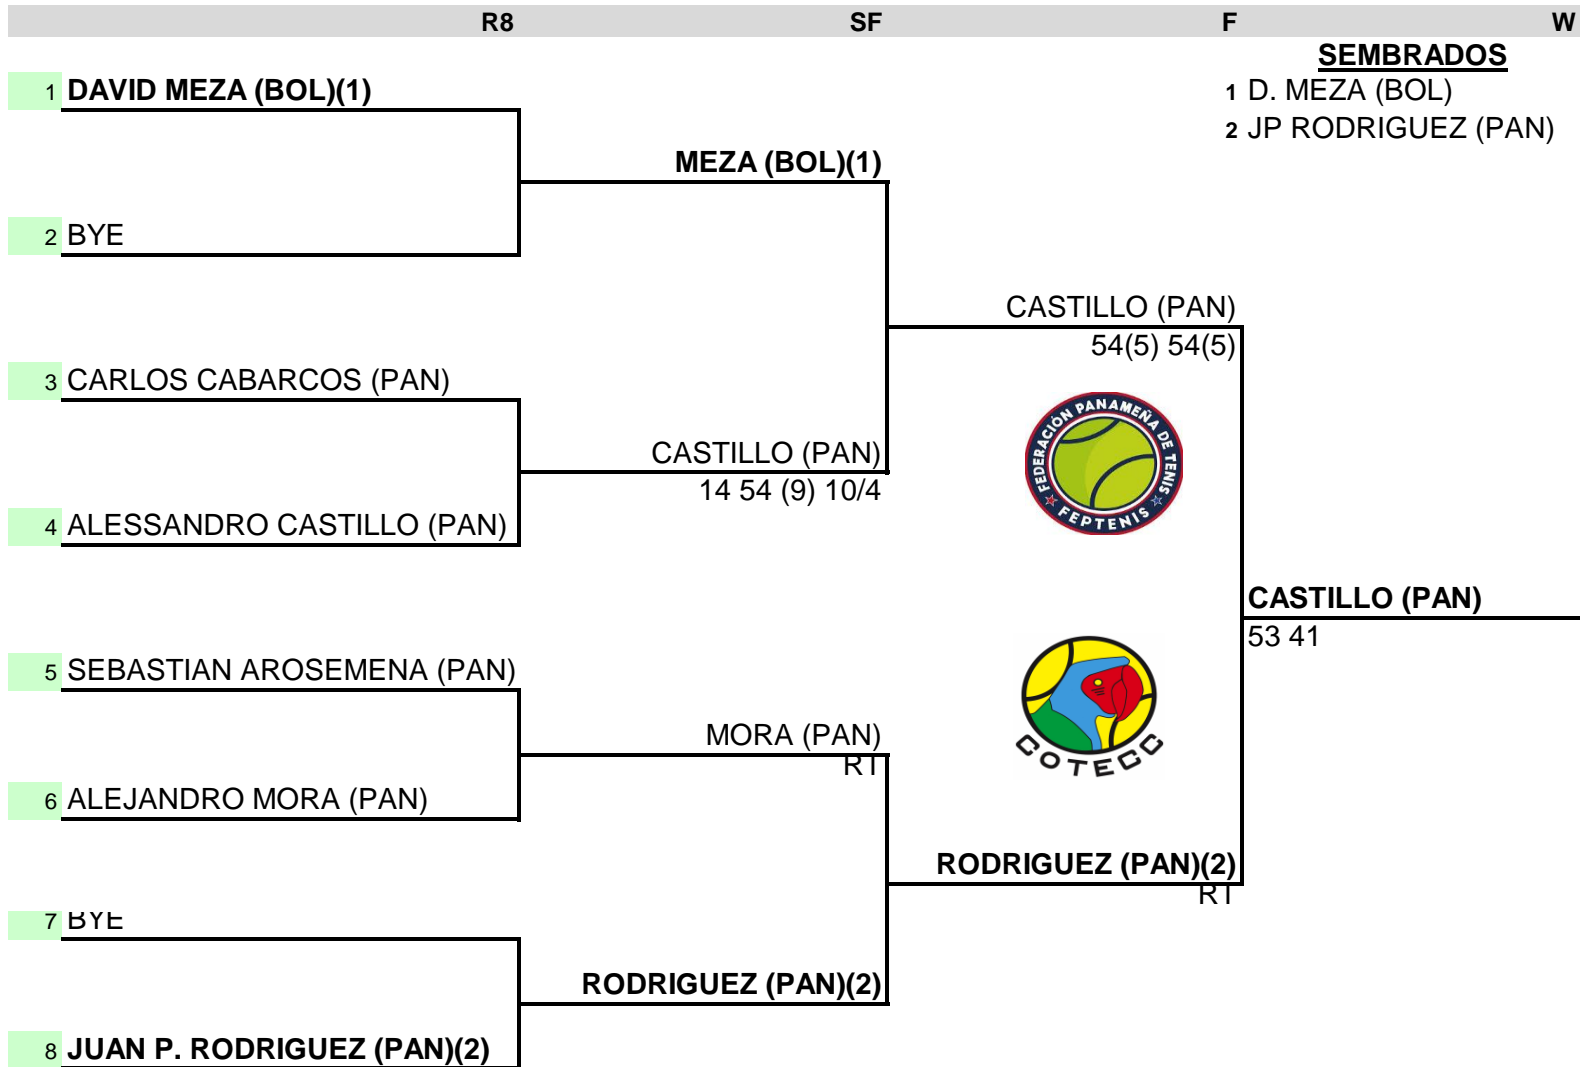 R8 SF F W
SEMBRADOS
1 DAVID MEZA (BOL)(1)
1 D. MEZA (BOL)
2 JP RODRIGUEZ (PAN)
MEZA (BOL)(1)
2 BYE
CASTILLO (PAN)
54(5) 54(5)
3 CARLOS CABARCOS (PAN)
FEDERACIÓN PANAMEÑA DE TENIS
FEPTENIS
CASTILLO (PAN)
14 54 (9) 10/4
4 ALESSANDRO CASTILLO (PAN)
CASTILLO (PAN)
53 41
5 SEBASTIAN AROSEMENA (PAN)
MORA (PAN)
RT
COTECC
6 ALEJANDRO MORA (PAN)
RODRIGUEZ (PAN)(2)
RT
7 BYE
RODRIGUEZ (PAN)(2)
8 JUAN P. RODRIGUEZ (PAN)(2)